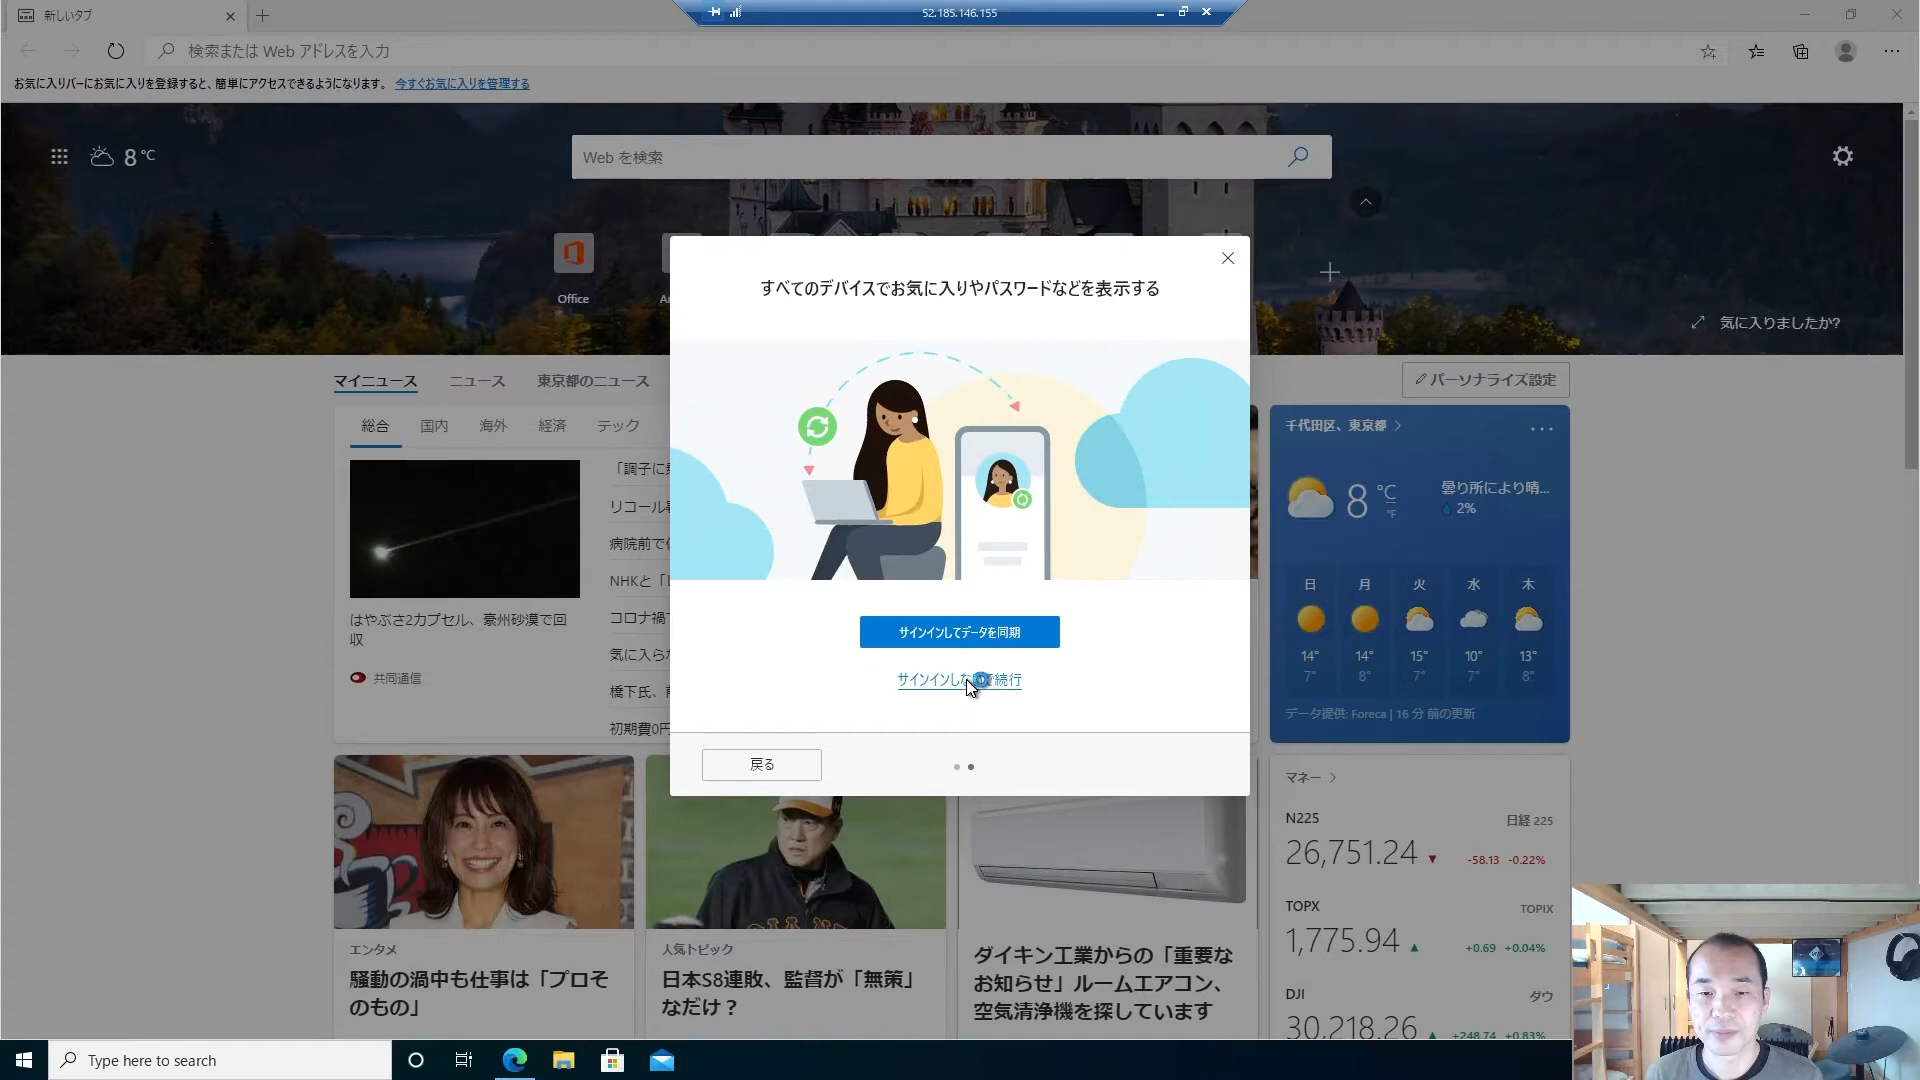 新しいタブ
52.185.146.155
検索または Web アドレスを入力
お気に入りバーにお気に入りを登録すると、簡単にアクセスできるようになります。 今すぐお気に入りを管理する
8 °C
Web を検索
Office
気に入りましたか?
すべてのデバイスでお気に入りやパスワードなどを表示する
サインインしてデータを同期
サインインしな
続行
戻る
マイニュース ニュース 東京都のニュース
パーソナライズ設定
総合 国内 海外 経済 テック
「調子に
リコール
病院前で
NHKと「
コロナ禍
気に入ら
橋下氏、
初期費0円
はやぶさ2カプセル、豪州砂漠で回
収
共同通信
千代田区、東京都
8 °C
°F
曇り所により晴...
2%
日 月 火 水 木
14° 14° 15° 10° 13°
7° 8° 7° 7° 8°
データ提供: Foreca | 16 分 前の更新
マネー
N225 日経 225
26,751.24 -58.13 -0.22%
TOPX TOPIX
1,775.94 +0.69 +0.04%
DJI ダウ
30,218.26 +248.74 +0.83%
エンタメ
騒動の渦中も仕事は「プロそ
のもの」
人気トピック
日本S8連敗、監督が「無策」
なだけ？
ダイキン工業からの「重要な
お知らせ」ルームエアコン、
空気清浄機を探しています
Type here to search